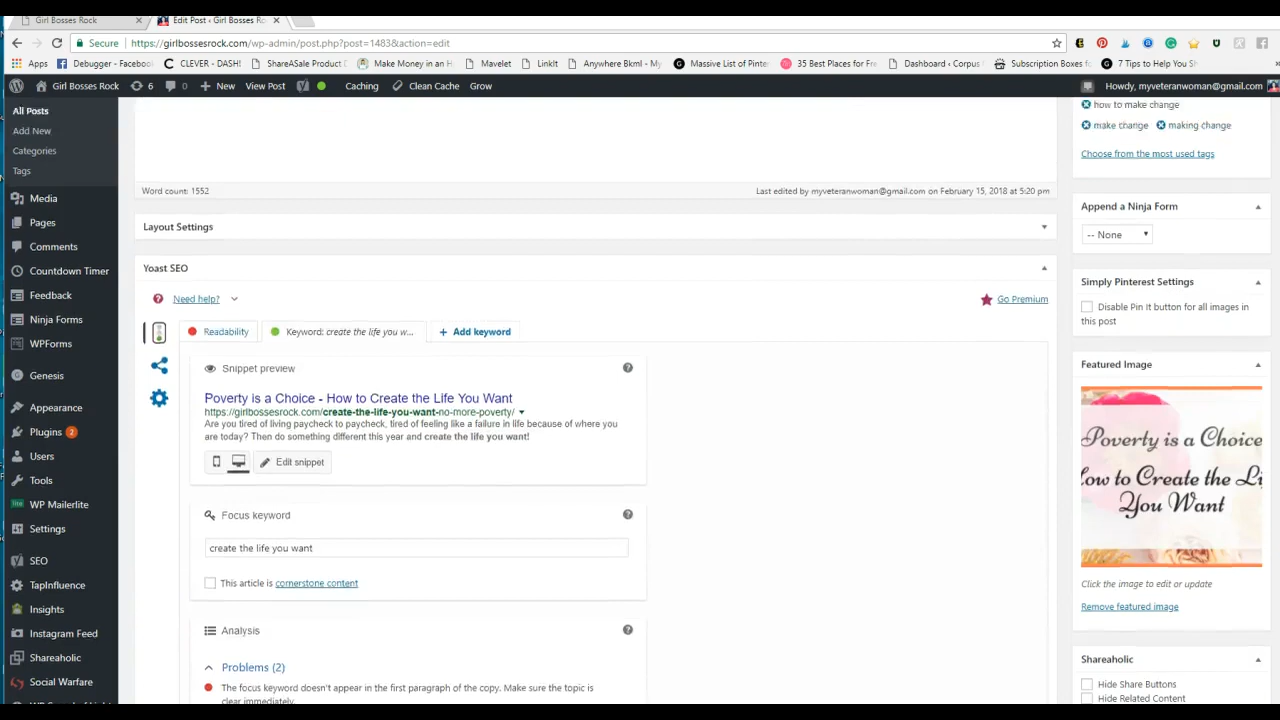 Girl Bosses Rock
Edit Post ‹ Girl Bosses Ro
Secure
https://girlbossesrock.com/wp-admin/post.php?post=1483&action=edit
Apps
Debugger - Facebook
CLEVER - DASH!
ShareASale Product D
Make Money in an H
Mavelet
LinkIt
Anywhere Bkml - My
Massive List of Pinter
35 Best Places for Fre
Dashboard ‹ Corpus
Subscription Boxes fo
7 Tips to Help You Sh
Girl Bosses Rock
6
0
New
View Post
Caching
Clean Cache
Grow
Howdy, myveteranwoman@gmail.com
All Posts
Add New
Categories
Tags
Media
Pages
Comments
Countdown Timer
Feedback
Ninja Forms
WPForms
Genesis
Appearance
Plugins 2
Users
Tools
WP Mailerlite
Settings
SEO
TapInfluence
Insights
Instagram Feed
Shareaholic
Social Warfare
Word count: 1552
Last edited by myveteranwoman@gmail.com on February 15, 2018 at 5:20 pm
Layout Settings
Yoast SEO
Need help?
Go Premium
Readability
Keyword: create the life you w...
+ Add keyword
Snippet preview
Poverty is a Choice - How to Create the Life You Want
https://girlbossesrock.com/create-the-life-you-want-no-more-poverty/
Are you tired of living paycheck to paycheck, tired of feeling like a failure in life because of where you
are today? Then do something different this year and create the life you want!
Edit snippet
Focus keyword
create the life you want
This article is cornerstone content
Analysis
Problems (2)
The focus keyword doesn't appear in the first paragraph of the copy. Make sure the topic is
clear immediately.
how to make change
make change
making change
Choose from the most used tags
Append a Ninja Form
-- None
Simply Pinterest Settings
Disable Pin It button for all images in
this post
Featured Image
Poverty is a Choice
How to Create the Li
You Want
Click the image to edit or update
Remove featured image
Shareaholic
Hide Share Buttons
Hide Related Content